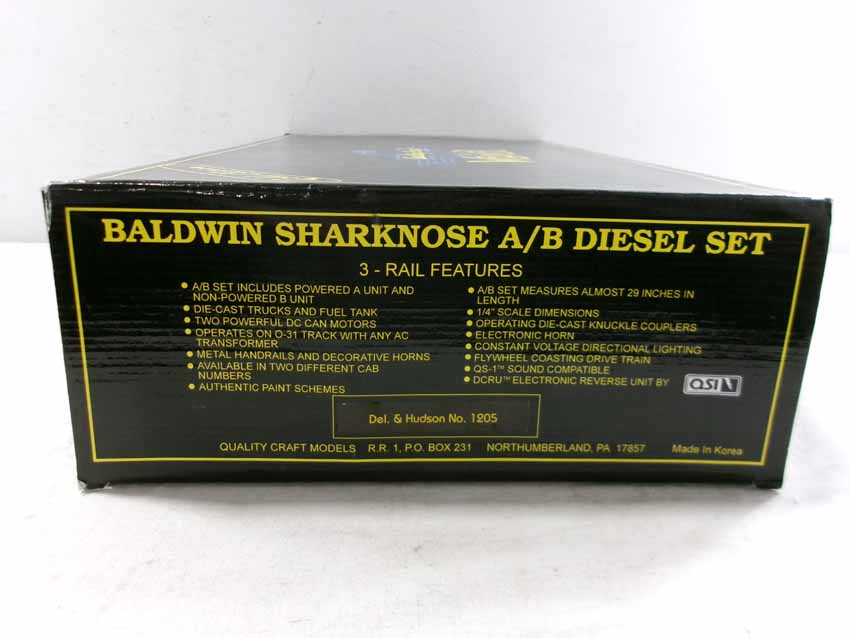 BALDWIN SHARKNOSE A/B DIESEL SET
3 - RAIL FEATURES
• A/B SET INCLUDES POWERED A UNIT AND
NON-POWERED B UNIT
• DIE-CAST TRUCKS AND FUEL TANK
• TWO POWERFUL DC CAN MOTORS
• OPERATES ON O-31 TRACK WITH ANY AC
TRANSFORMER
• METAL HANDRAILS AND DECORATIVE HORNS
• AVAILABLE IN TWO DIFFERENT CAB
NUMBERS
• AUTHENTIC PAINT SCHEMES
• A/B SET MEASURES ALMOST 29 INCHES IN
LENGTH
• 1/4" SCALE DIMENSIONS
• OPERATING DIE-CAST KNUCKLE COUPLERS
• ELECTRONIC HORN
• CONSTANT VOLTAGE DIRECTIONAL LIGHTING
• FLYWHEEL COASTING DRIVE TRAIN
• QS-1™ SOUND COMPATIBLE
• DCRU™ ELECTRONIC REVERSE UNIT BY QSI
Del. & Hudson No. 1205
QUALITY CRAFT MODELS R.R. 1, P.O. BOX 231 NORTHUMBERLAND, PA 17857 Made In Korea